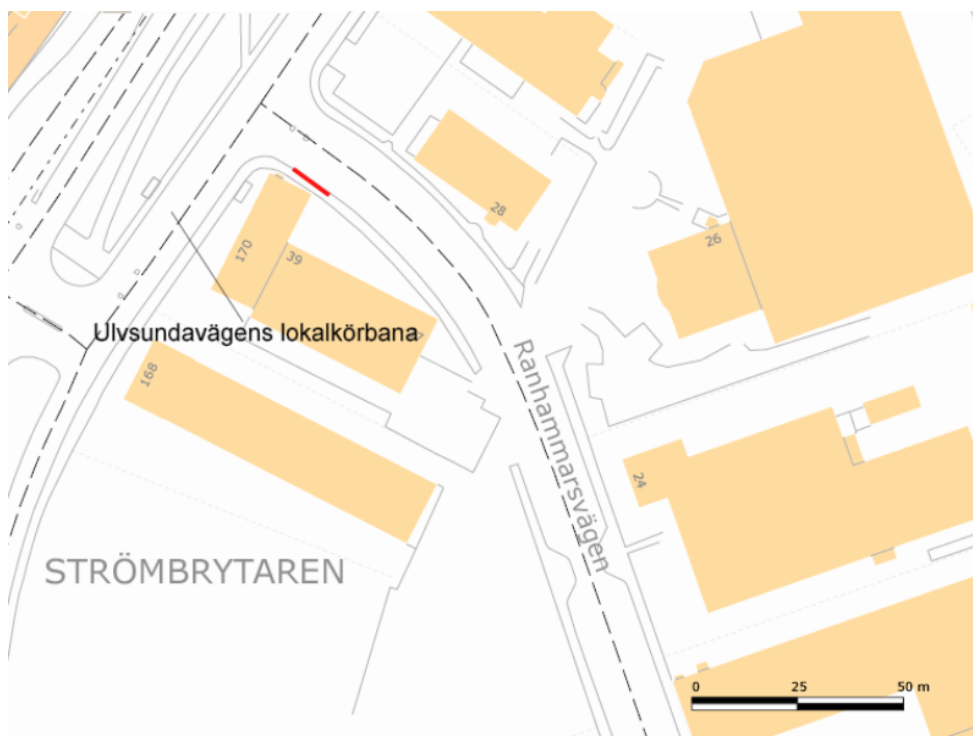 28
26
170
39
Ulvsundavägens lokalkörbana
168
Ranhammarsvägen
24
STRÖMBRYTAREN
0 25 50 m